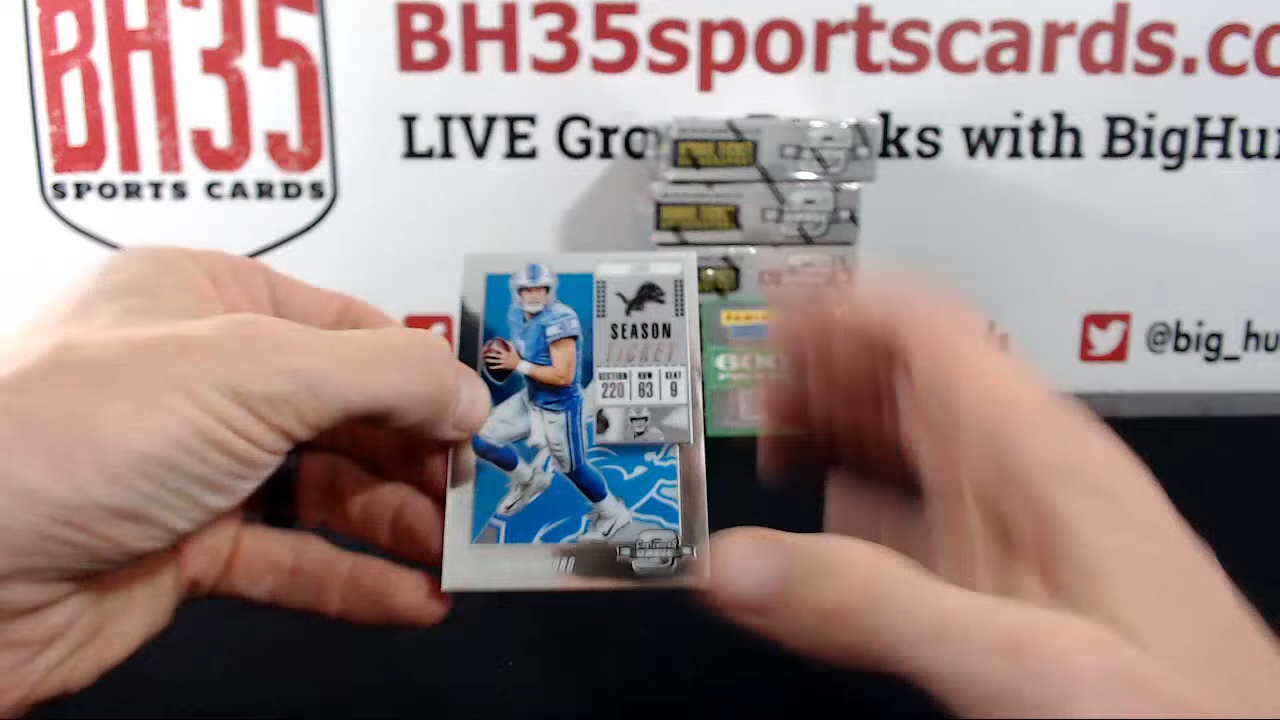 BH35
SPORTS CARDS
BH35sportscards.co
LIVE Gro ks with BigHu
@big_hu
PANINI
SEASON
TICKET
SECTION ROW SEAT
220 63 9